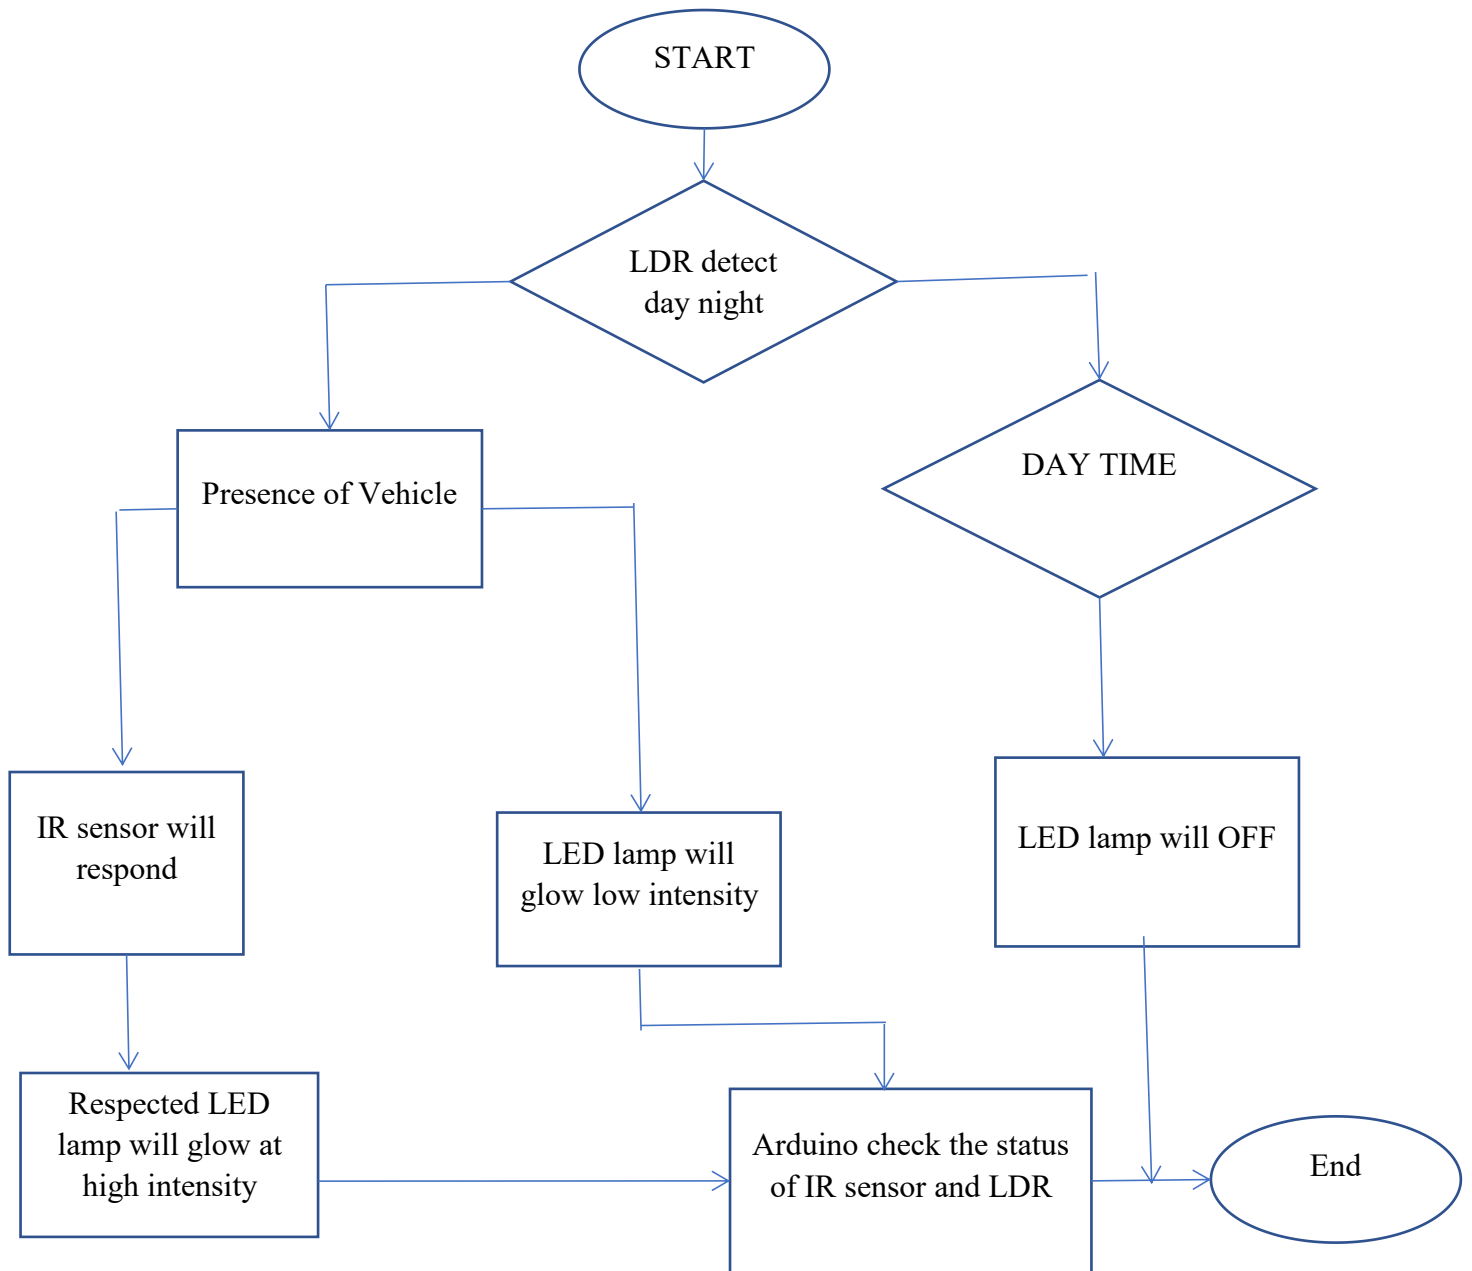 START
LDR detect
day night
Presence of Vehicle
DAY TIME
IR sensor will
respond
LED lamp will
glow low intensity
LED lamp will OFF
Respected LED
lamp will glow at
high intensity
Arduino check the status
of IR sensor and LDR
End